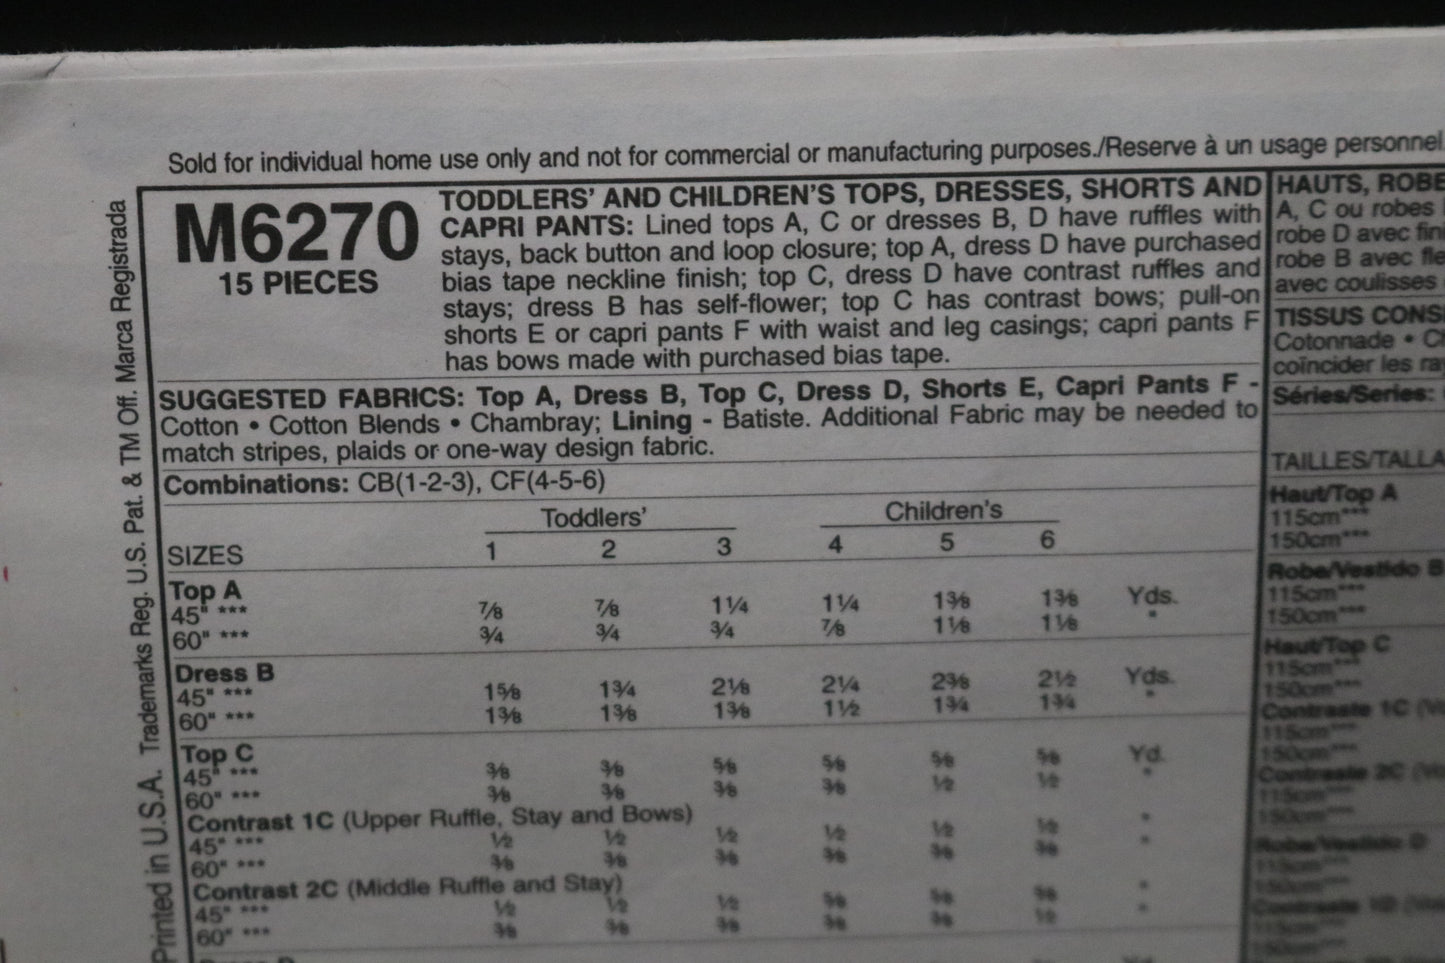 Sold for individual home use only and not for commercial or manufacturing purposes./Reserve à un usage personnel
Printed in U.S.A. Trademarks Reg. U.S. Pat. & TM Off. Marca Registrada
M6270
15 PIECES
TODDLERS' AND CHILDREN'S TOPS, DRESSES, SHORTS AND
CAPRI PANTS: Lined tops A, C or dresses B, D have ruffles with
stays, back button and loop closure; top A, dress D have purchased
bias tape neckline finish; top C, dress D have contrast ruffles and
stays; dress B has self-flower; top C has contrast bows; pull-on
shorts E or capri pants F with waist and leg casings; capri pants F
has bows made with purchased bias tape.
SUGGESTED FABRICS: Top A, Dress B, Top C, Dress D, Shorts E, Capri Pants F -
Cotton • Cotton Blends • Chambray; Lining - Batiste. Additional Fabric may be needed to
match stripes, plaids or one-way design fabric.
Combinations: CB(1-2-3), CF(4-5-6)
Toddlers' Children's
SIZES 1 2 3 4 5 6
Top A
45" *** ⅞ ⅞ 1¼ 1¼ 1⅜ 1⅜ Yds.
60" *** ¾ ¾ ¾ ⅞ 1⅛ 1⅛ "
Dress B
45" *** 1⅝ 1¾ 2⅛ 2¼ 2⅜ 2½ Yds.
60" *** 1⅜ 1⅜ 1⅜ 1½ 1¾ 1¾ "
Top C
45" *** ⅜ ⅜ ⅝ ⅝ ⅝ ⅝ Yd.
60" *** ⅜ ⅜ ⅜ ⅜ ½ ½ "
Contrast 1C (Upper Ruffle, Stay and Bows)
45" *** ½ ½ ½ ½ ½ ½ "
60" *** ⅜ ⅜ ⅜ ⅜ ⅜ ⅜ "
Contrast 2C (Middle Ruffle and Stay)
45" *** ½ ½ ½ ⅝ ⅝ ⅝ "
60" *** ⅜ ⅜ ⅜ ⅜ ⅜ ½ "
HAUTS, ROBE
A, C ou robes
robe D avec fini
robe B avec fle
avec coulisses
TISSUS CONS
Cotonnade •
coïncider les ra
Séries/Series:
TAILLES/TALLA
Haut/Top A
115cm***
150cm***
Robe/Vestido B
115cm***
150cm***
Haut/Top C
115cm***
150cm***
Contraste 1C
115cm***
150cm***
Contraste 2C
115cm***
Robe/Vestido D
115cm***
150cm***